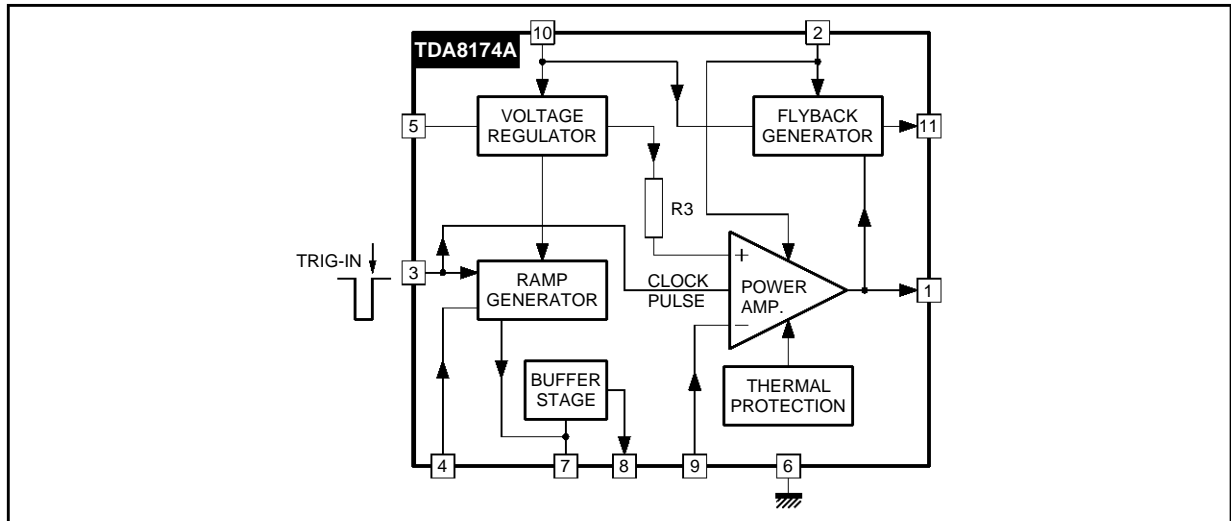 10
2
TDA8174A
5
VOLTAGE
REGULATOR
FLYBACK
GENERATOR
11
R3
TRIG-IN
3
RAMP
GENERATOR
CLOCK
PULSE
+
POWER
AMP.
−
1
BUFFER
STAGE
THERMAL
PROTECTION
4
7
8
9
6